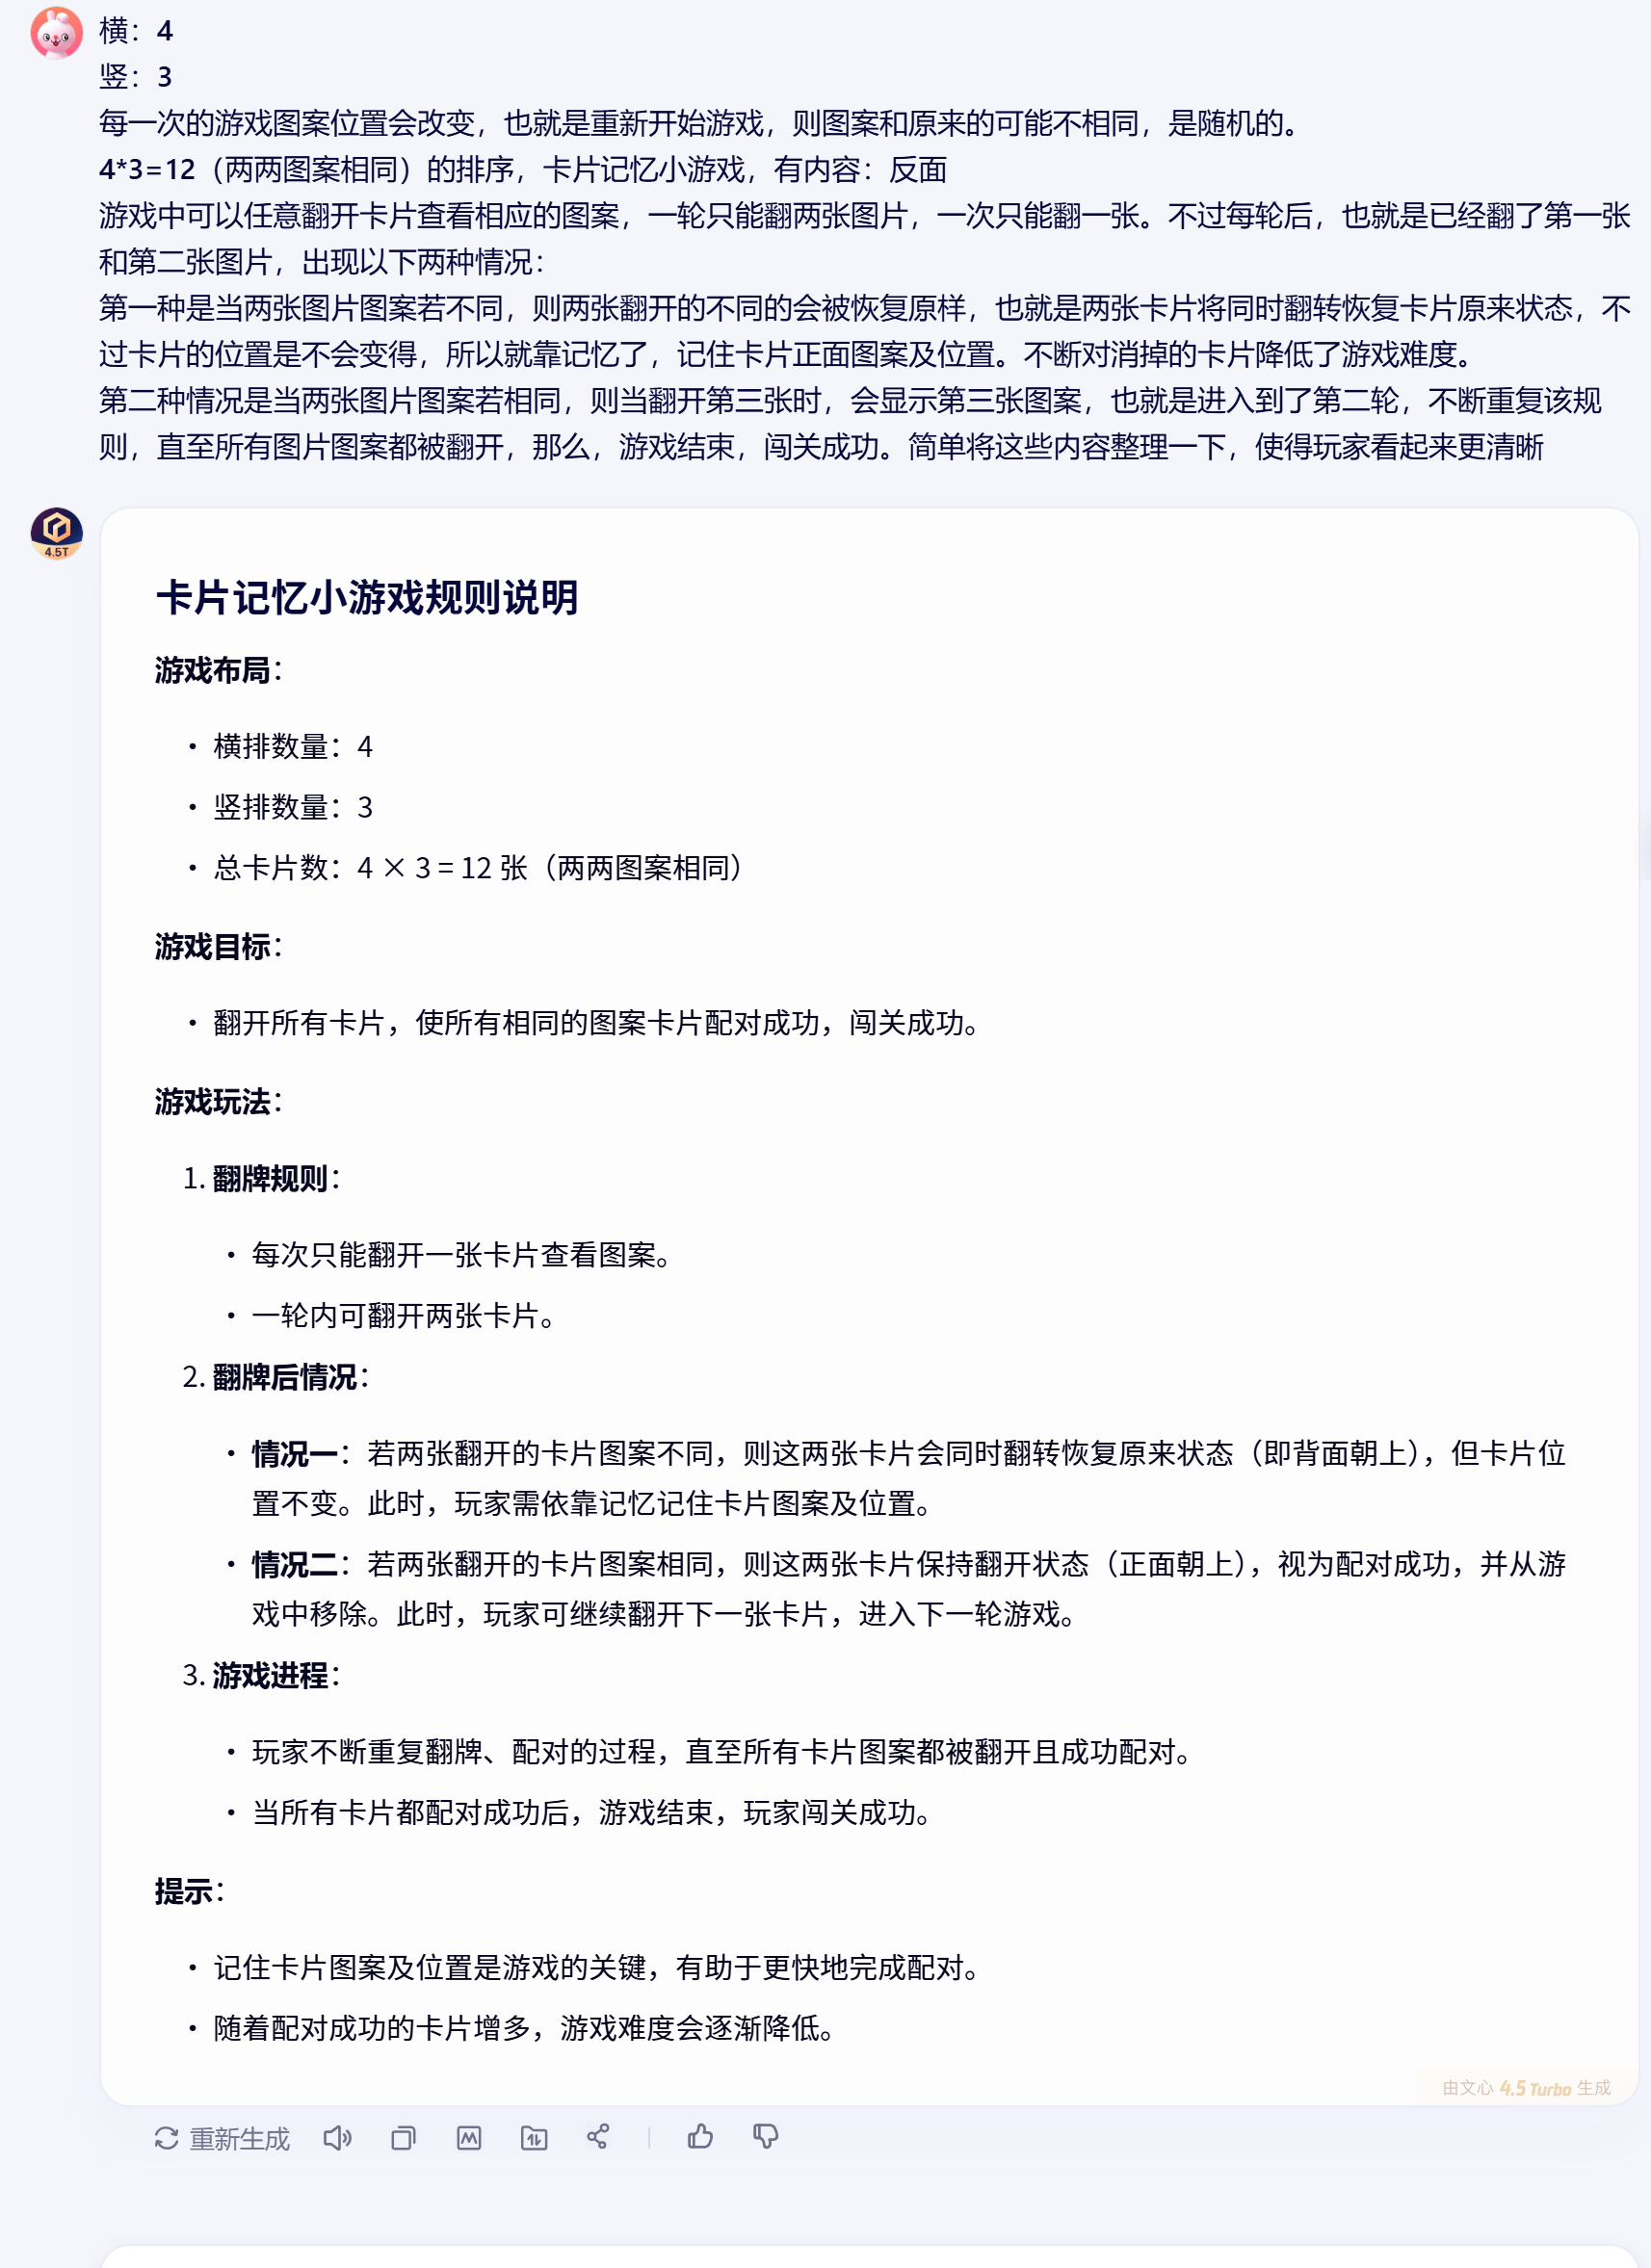 横：4
竖：3
每一次的游戏图案位置会改变，也就是重新开始游戏，则图案和原来的可能不相同，是随机的。
4*3=12（两两图案相同）的排序，卡片记忆小游戏，有内容：反面
游戏中可以任意翻开卡片查看相应的图案，一轮只能翻两张图片，一次只能翻一张。不过每轮后，也就是已经翻了第一张
和第二张图片，出现以下两种情况：
第一种是当两张图片图案若不同，则两张翻开的不同的会被恢复原样，也就是两张卡片将同时翻转恢复卡片原来状态，不
过卡片的位置是不会变得，所以就靠记忆了，记住卡片正面图案及位置。不断对消掉的卡片降低了游戏难度。
第二种情况是当两张图片图案若相同，则当翻开第三张时，会显示第三张图案，也就是进入到了第二轮，不断重复该规
则，直至所有图片图案都被翻开，那么，游戏结束，闯关成功。简单将这些内容整理一下，使得玩家看起来更清晰
4.5T
卡片记忆小游戏规则说明
游戏布局：
• 横排数量：4
• 竖排数量：3
• 总卡片数：4 × 3 = 12 张（两两图案相同）
游戏目标：
• 翻开所有卡片，使所有相同的图案卡片配对成功，闯关成功。
游戏玩法：
1. 翻牌规则：
• 每次只能翻开一张卡片查看图案。
• 一轮内可翻开两张卡片。
2. 翻牌后情况：
• 情况一：若两张翻开的卡片图案不同，则这两张卡片会同时翻转恢复原来状态（即背面朝上），但卡片位
置不变。此时，玩家需依靠记忆记住卡片图案及位置。
• 情况二：若两张翻开的卡片图案相同，则这两张卡片保持翻开状态（正面朝上），视为配对成功，并从游
戏中移除。此时，玩家可继续翻开下一张卡片，进入下一轮游戏。
3. 游戏进程：
• 玩家不断重复翻牌、配对的过程，直至所有卡片图案都被翻开且成功配对。
• 当所有卡片都配对成功后，游戏结束，玩家闯关成功。
提示：
• 记住卡片图案及位置是游戏的关键，有助于更快地完成配对。
• 随着配对成功的卡片增多，游戏难度会逐渐降低。
由文心 4.5 Turbo 生成
重新生成